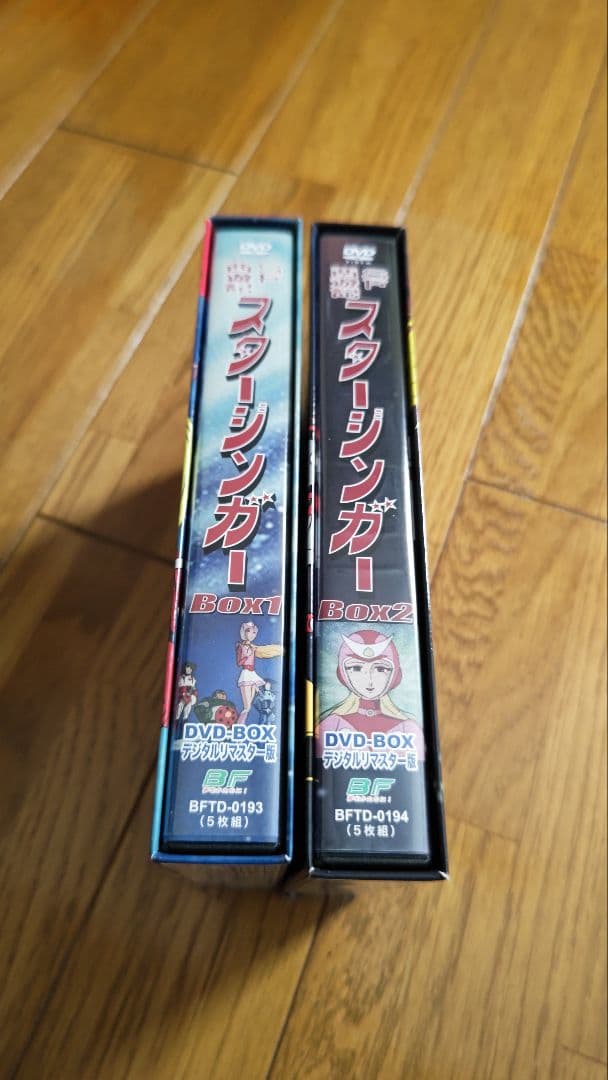 DVD
スタージンガー
Box1
DVD-BOX
デジタルリマスター版
BF
BFTD-0193
(5枚組)
DVD
VIDEO
スタージンガー
Box2
DVD-BOX
デジタルリマスター版
BF
BFTD-0194
(5枚組)